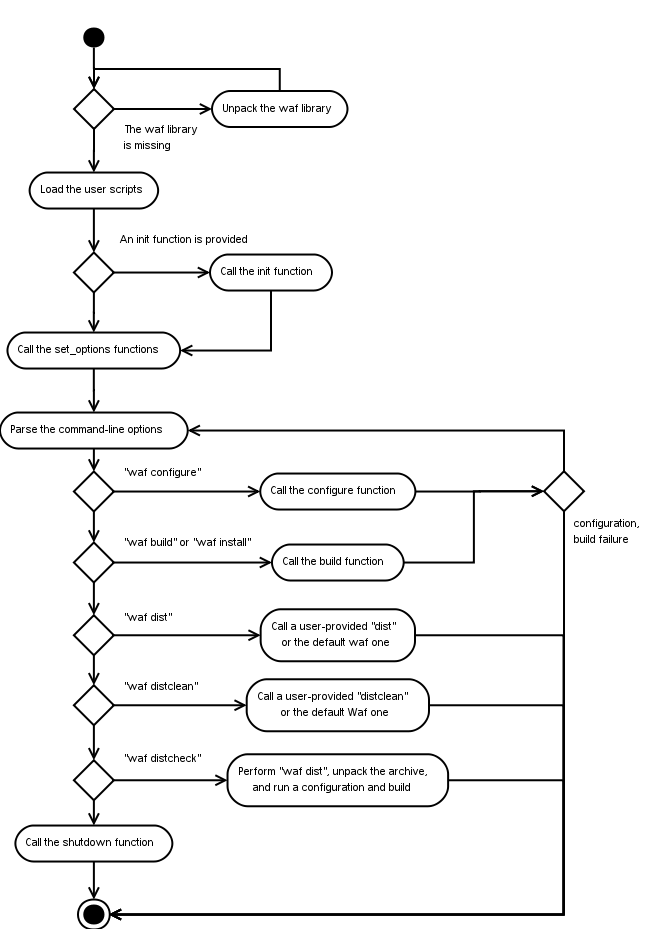 Unpack the waf library
The waf library
is missing
Load the user scripts
An init function is provided
Call the init function
Call the set_options functions
Parse the command-line options
"waf configure"
Call the configure function
configuration,
build failure
"waf build" or "waf install"
Call the build function
"waf dist"
Call a user-provided "dist"
or the default waf one
"waf distclean"
Call a user-provided "distclean"
or the default Waf one
"waf distcheck"
Perform "waf dist", unpack the archive,
and run a configuration and build
Call the shutdown function